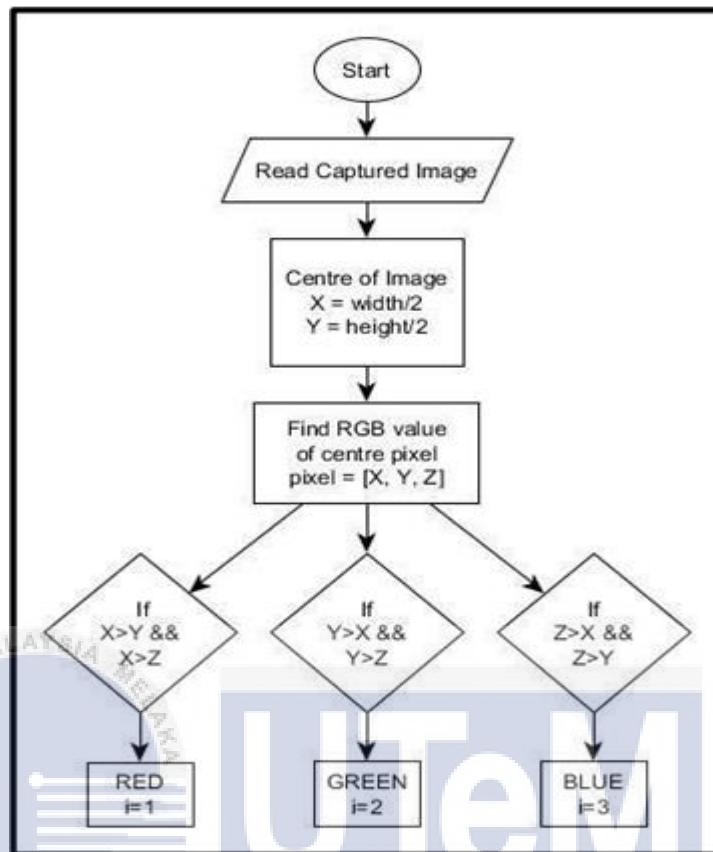 Start
Read Captured Image
Centre of Image
X = width/2
Y = height/2
Find RGB value
of centre pixel
pixel = [X, Y, Z]
If
X>Y &&
X>Z
If
Y>X &&
Y>Z
If
Z>X &&
Z>Y
RED
i=1
GREEN
i=2
BLUE
i=3
UTeM